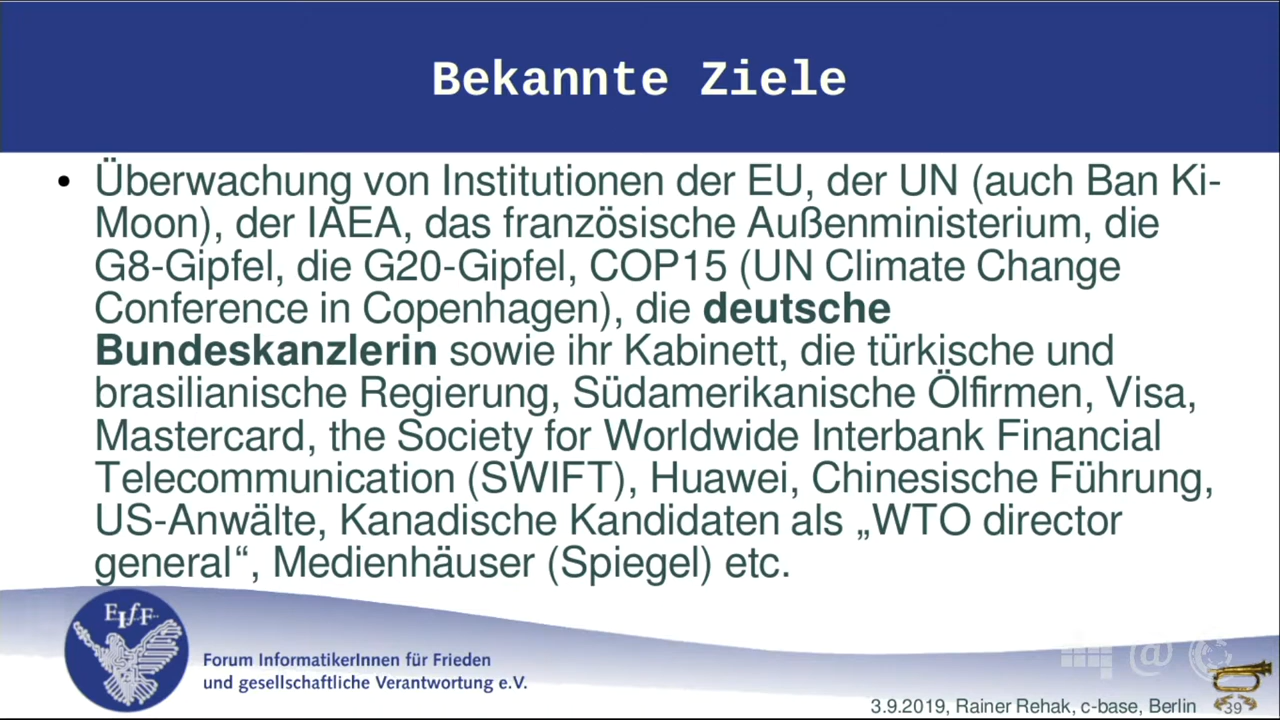 Bekannte Ziele
• Überwachung von Institutionen der EU, der UN (auch Ban Ki-
Moon), der IAEA, das französische Außenministerium, die
G8-Gipfel, die G20-Gipfel, COP15 (UN Climate Change
Conference in Copenhagen), die deutsche
Bundeskanzlerin sowie ihr Kabinett, die türkische und
brasilianische Regierung, Südamerikanische Ölfirmen, Visa,
Mastercard, the Society for Worldwide Interbank Financial
Telecommunication (SWIFT), Huawei, Chinesische Führung,
US-Anwälte, Kanadische Kandidaten als „WTO director
general“, Medienhäuser (Spiegel) etc.
FIfF
Forum InformatikerInnen für Frieden
und gesellschaftliche Verantwortung e.V.
@
3.9.2019, Rainer Rehak, c-base, Berlin
39